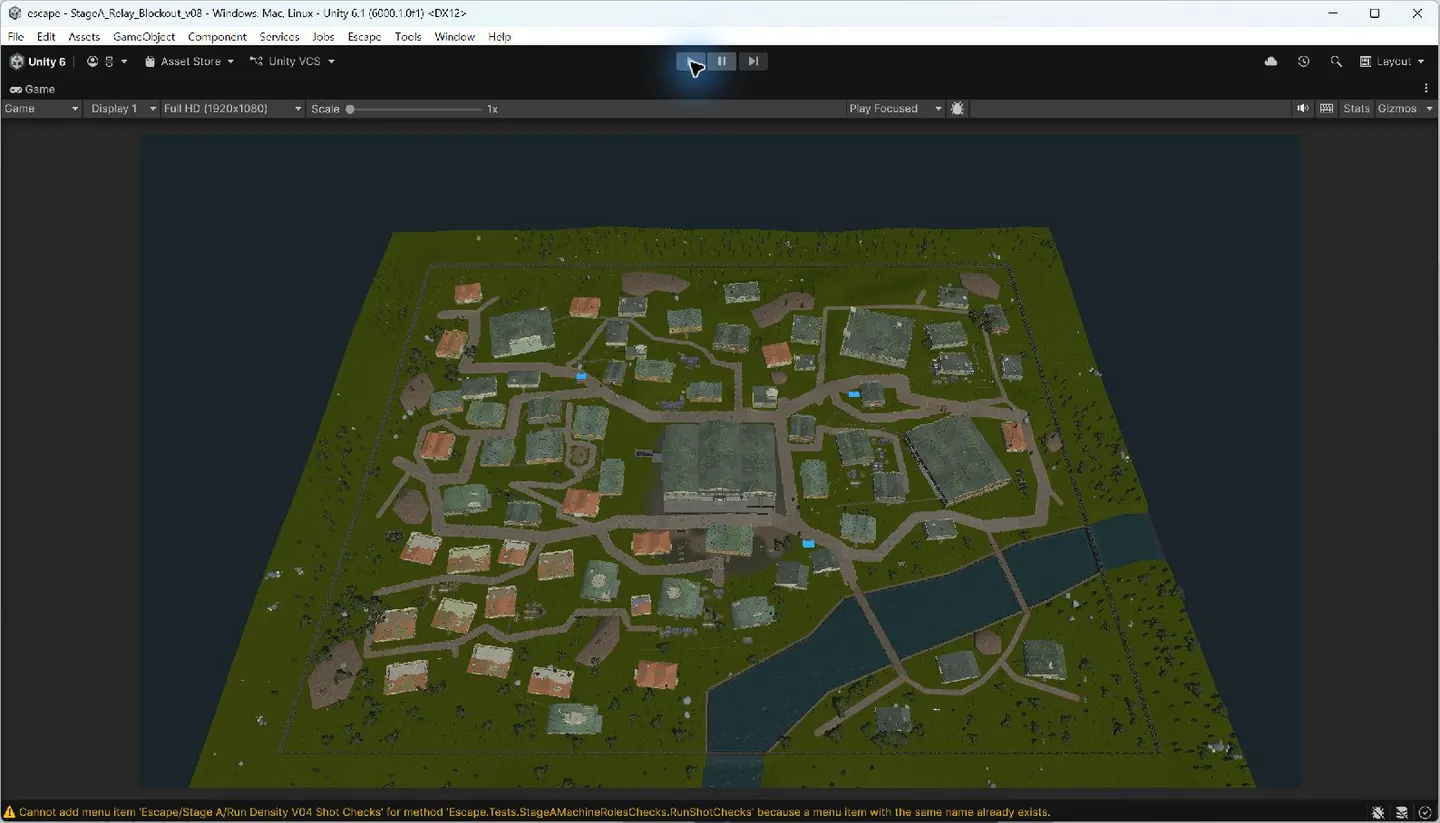 escape - StageA_Relay_Blockout_v08 - Windows, Mac, Linux - Unity 6.1 (6000.1.0f1) <DX12>
File Edit Assets GameObject Component Services Jobs Escape Tools Window Help
Unity 6 Asset Store Unity VCS Layout
Game
Game Display 1 Full HD (1920x1080) Scale 1x Play Focused Stats Gizmos
Cannot add menu item 'Escape/Stage A/Run Density V04 Shot Checks' for method 'Escape.Tests.StageAMachineRolesChecks.RunShotChecks' because a menu item with the same name already exists.